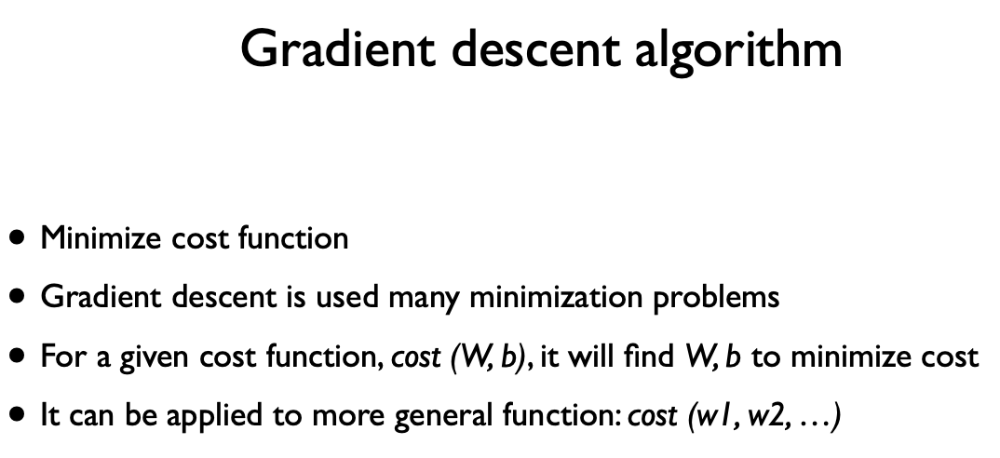 Gradient descent algorithm
• Minimize cost function
• Gradient descent is used many minimization problems
• For a given cost function, cost (W, b), it will find W, b to minimize cost
• It can be applied to more general function: cost (w1, w2, …)